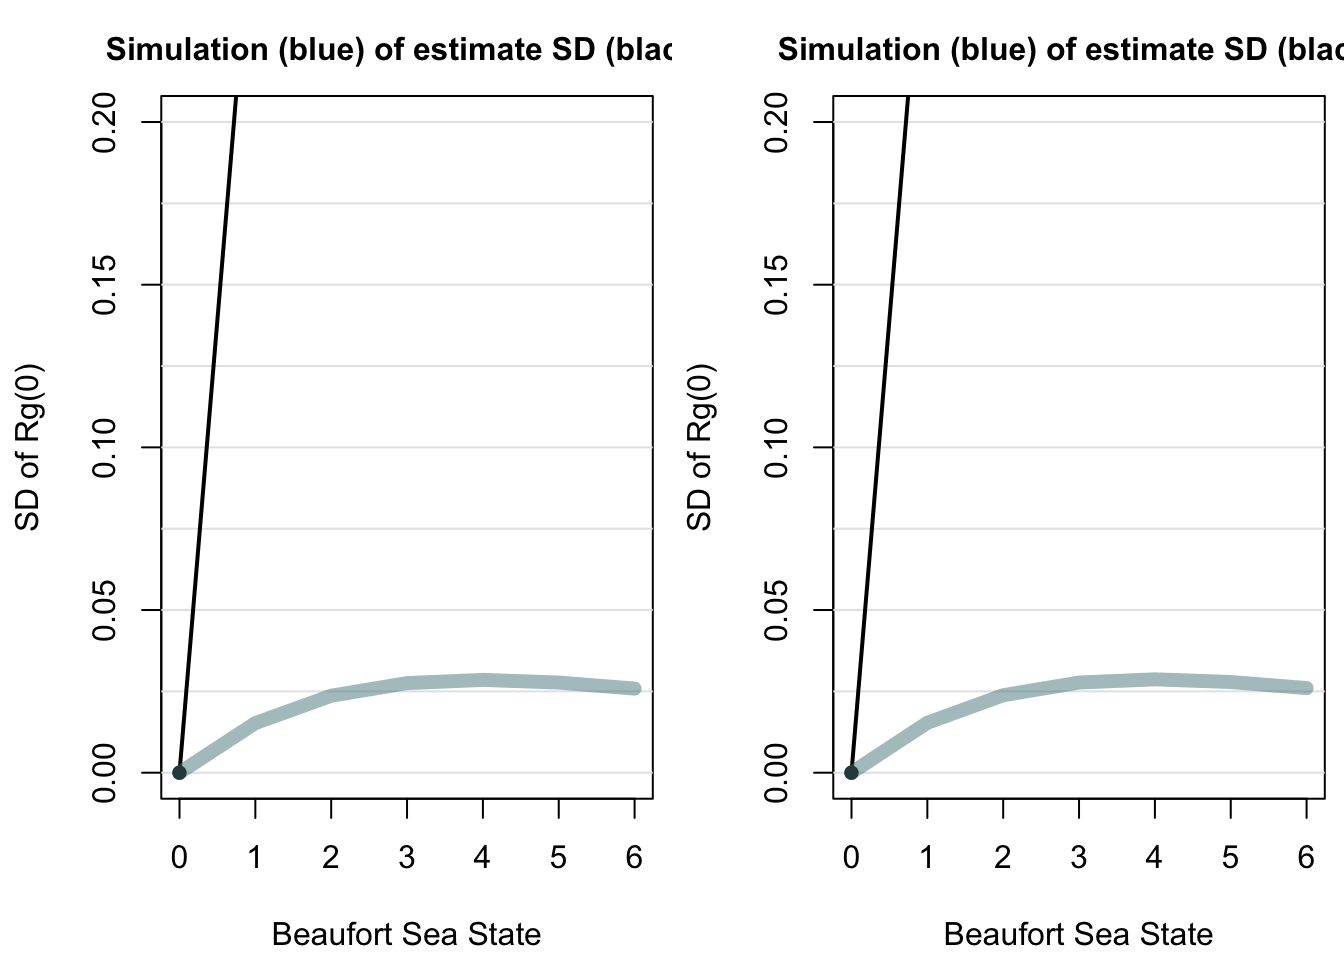 Simulation (blue) of estimate SD (blac
SD of Rg(0)
0.20
0.15
0.10
0.05
0.00
0 1 2 3 4 5 6
Beaufort Sea State
Simulation (blue) of estimate SD (blac
SD of Rg(0)
0.20
0.15
0.10
0.05
0.00
0 1 2 3 4 5 6
Beaufort Sea State